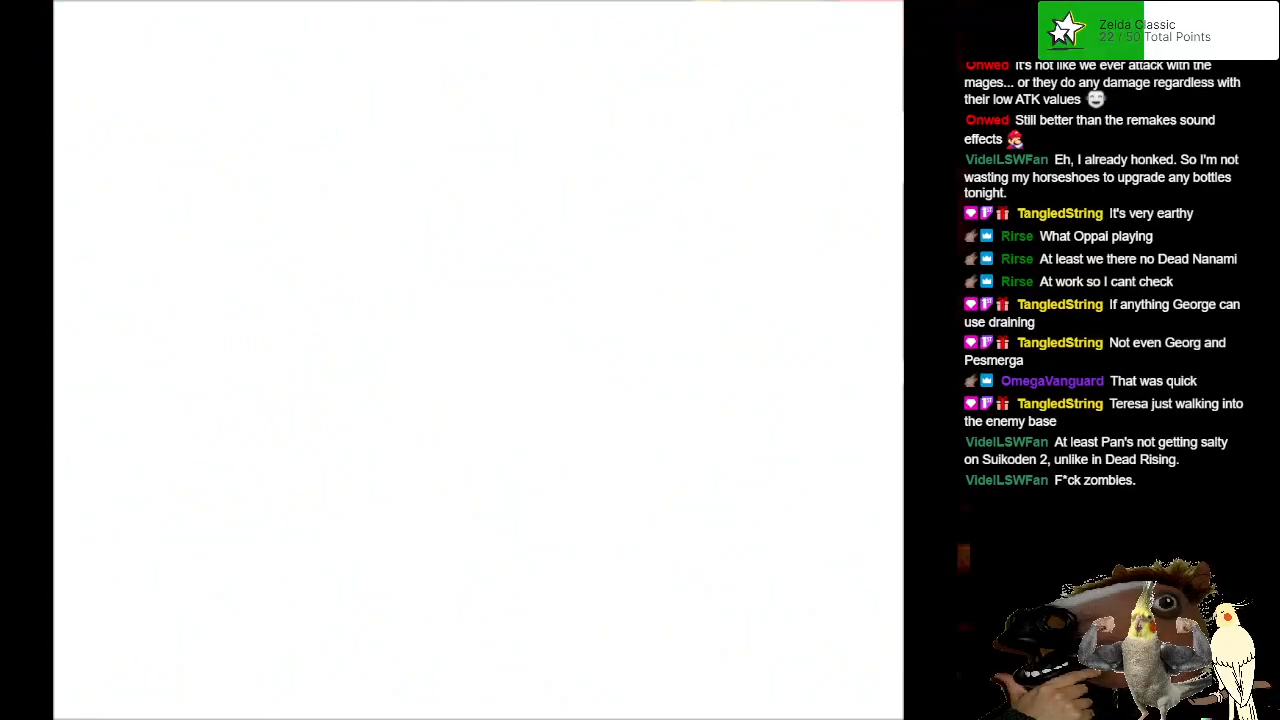 Zelda Classic
22 / 50 Total Points
Onwed It's not like we ever attack with the
mages... or they do any damage regardless with
their low ATK values
Onwed Still better than the remakes sound
effects
VidelLSWFan Eh, I already honked. So I'm not
wasting my horseshoes to upgrade any bottles
tonight.
TangledString It's very earthy
Rirse What Oppai playing
Rirse At least we there no Dead Nanami
Rirse At work so I cant check
TangledString If anything George can
use draining
TangledString Not even Georg and
Pesmerga
OmegaVanguard That was quick
TangledString Teresa just walking into
the enemy base
VidelLSWFan At least Pan's not getting salty
on Suikoden 2, unlike in Dead Rising.
VidelLSWFan F*ck zombies.